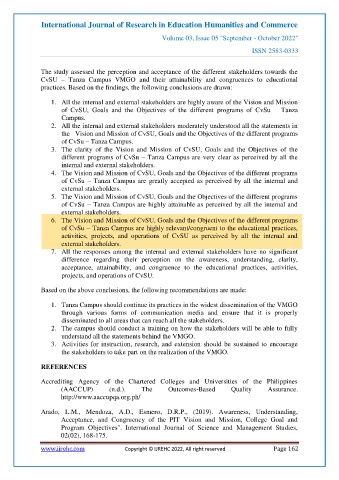 International Journal of Research in Education Humanities and Commerce
Volume 03, Issue 05 "September - October 2022"
ISSN 2583-0333
The study assessed the perception and acceptance of the different stakeholders towards the
CvSU – Tanza Campus VMGO and their attainability and congruences to educational
practices. Based on the findings, the following conclusions are drawn:
1. All the internal and external stakeholders are highly aware of the Vision and Mission
of CvSU, Goals and the Objectives of the different programs of CvSu – Tanza
Campus.
2. All the internal and external stakeholders moderately understood all the statements in
the Vision and Mission of CvSU, Goals and the Objectives of the different programs
of CvSu – Tanza Campus.
3. The clarity of the Vision and Mission of CvSU, Goals and the Objectives of the
different programs of CvSu – Tanza Campus are very clear as perceived by all the
internal and external stakeholders.
4. The Vision and Mission of CvSU, Goals and the Objectives of the different programs
of CvSu – Tanza Campus are greatly accepted as perceived by all the internal and
external stakeholders.
5. The Vision and Mission of CvSU, Goals and the Objectives of the different programs
of CvSu – Tanza Campus are highly attainable as perceived by all the internal and
external stakeholders.
6. The Vision and Mission of CvSU, Goals and the Objectives of the different programs
of CvSu – Tanza Campus are highly relevant/congruent to the educational practices,
activities, projects, and operations of CvSU as perceived by all the internal and
external stakeholders.
7. All the responses among the internal and external stakeholders have no significant
difference regarding their perception on the awareness, understanding, clarity,
acceptance, attainability, and congruence to the educational practices, activities,
projects, and operations of CvSU.
Based on the above conclusions, the following recommendations are made:
1. Tanza Campus should continue its practices in the widest dissemination of the VMGO
through various forms of communication media and ensure that it is properly
disseminated to all areas that can reach all the stakeholders.
2. The campus should conduct a training on how the stakeholders will be able to fully
understand all the statements behind the VMGO.
3. Activities for instruction, research, and extension should be sustained to encourage
the stakeholders to take part on the realization of the VMGO.
REFERENCES
Accrediting Agency of the Chartered Colleges and Universities of the Philippines
(AACCUP) (n.d.). The Outcomes-Based Quality Assurance.
http://www.aaccupqa.org.ph/
Arado, L.M., Mendoza, A.D., Esmero, D.R.P., (2019). Awareness, Understanding,
Acceptance, and Congruency of the PIT Vision and Mission, College Goal and
Program Objectives". International Journal of Science and Management Studies,
02(02), 168-175.
www.ijrehc.com Copyright © IJREHC 2022, All right reserved Page 162